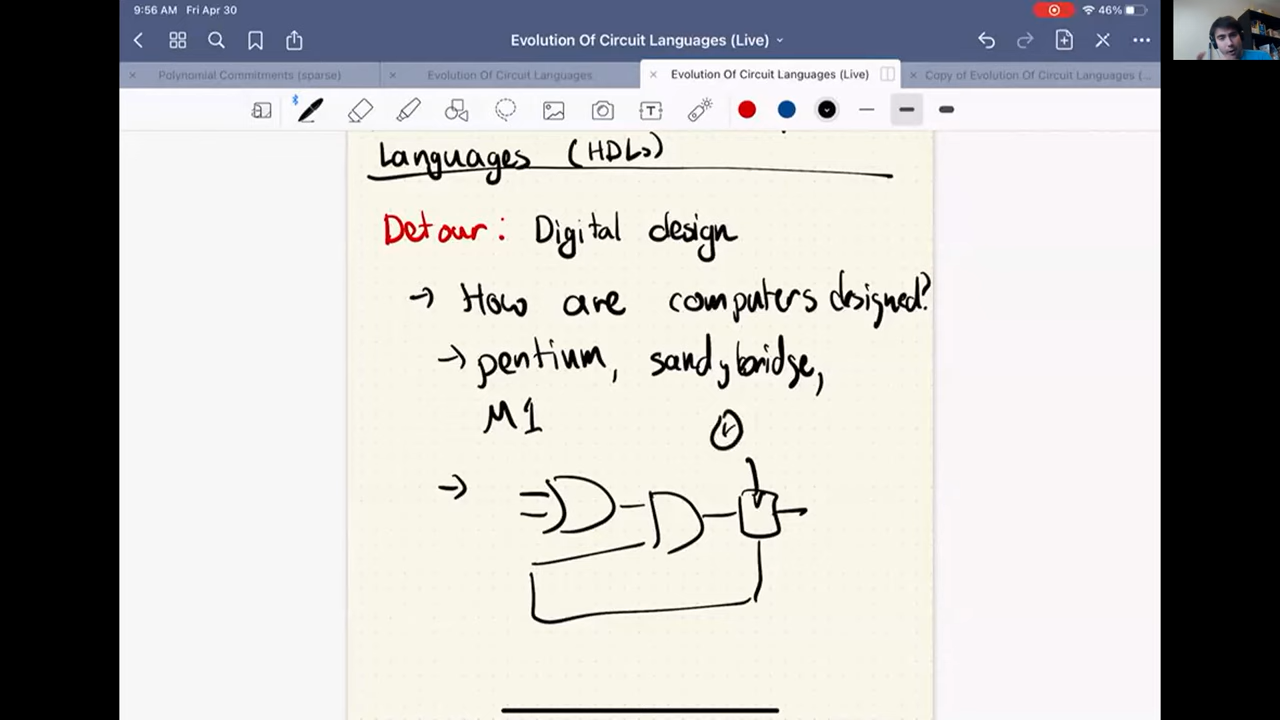 9:56 AM Fri Apr 30
46%
Evolution Of Circuit Languages (Live)
Polynomial Commitments (sparse)
Evolution Of Circuit Languages
Evolution Of Circuit Languages (Live)
Copy of Evolution Of Circuit Languages (...
T
Languages (HDLs)
Detour: Digital design
→ How are computers designed?
→ pentium, sandybridge,
M1
→